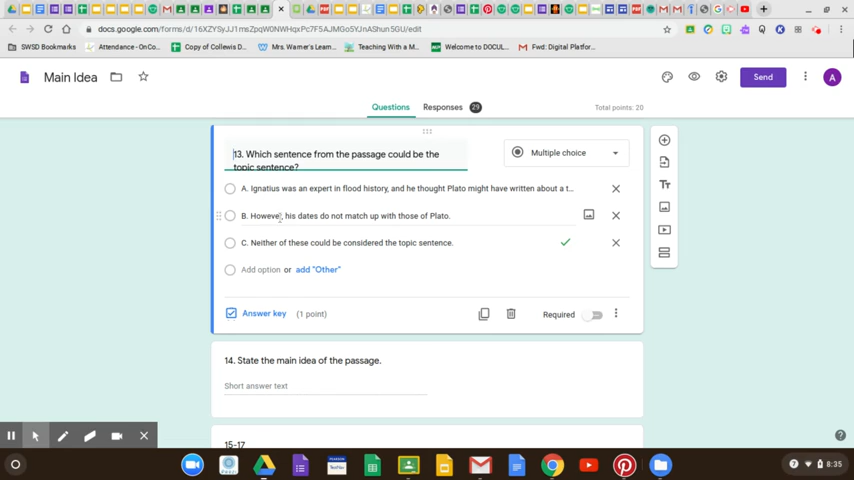 docs.google.com/forms/d/16XZYSyJJ1msZpqW0NWHqxPc7F5AJMGo5YJnAShun5GU/edit
SWSD Bookmarks
Attendance - OnCo...
Copy of Collewis D...
Mrs. Warner's Lear...
Teaching With a M...
Welcome to DOCUL...
Fwd: Digital Platfor...
Main Idea
Send
A
Questions
Responses 29
Total points: 20
13. Which sentence from the passage could be the
topic sentence?
Multiple choice
A. Ignatius was an expert in flood history, and he thought Plato might have written about a t...
B. However, his dates do not match up with those of Plato.
C. Neither of these could be considered the topic sentence.
Add option or add "Other"
Answer key (1 point)
Required
14. State the main idea of the passage.
Short answer text
15-17
8:35